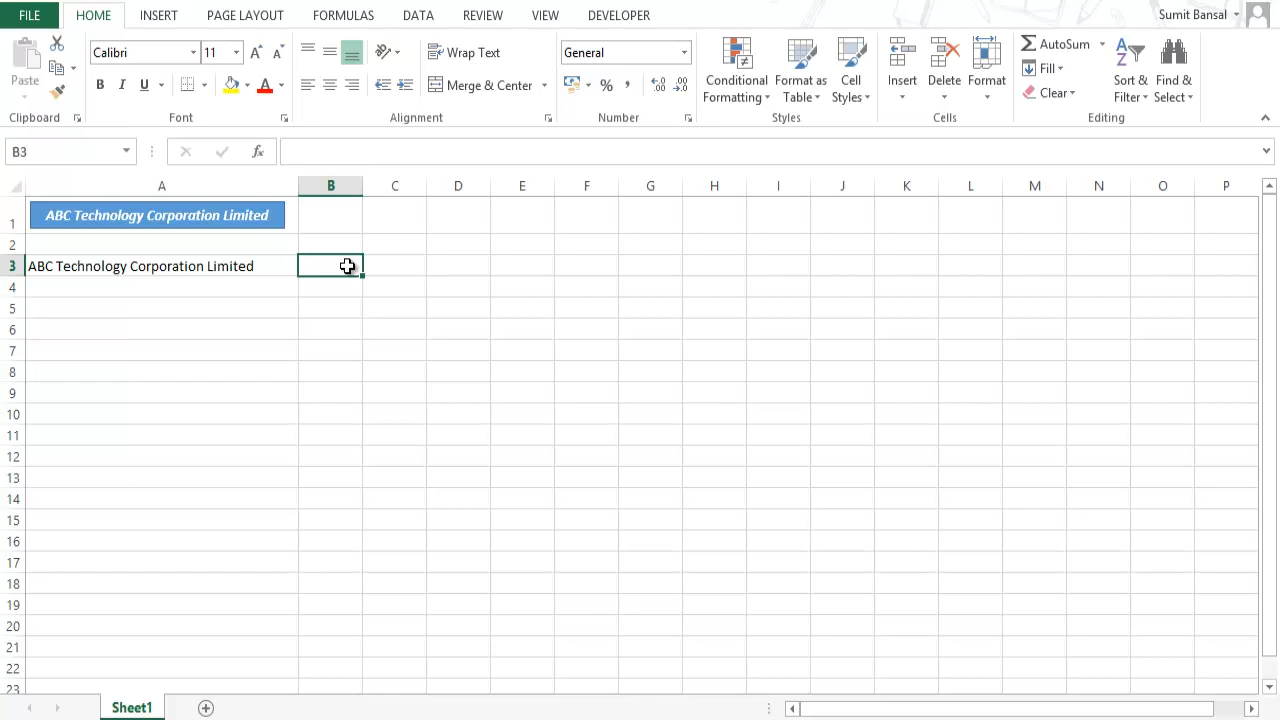 FILE HOME INSERT PAGE LAYOUT FORMULAS DATA REVIEW VIEW DEVELOPER Sumit Bansal
Paste
Calibri 11
B I U A
Wrap Text
Merge & Center
General
% ,
Conditional Formatting
Format as Table
Cell Styles
Insert
Delete
Format
AutoSum
Fill
Clear
Sort & Filter
Find & Select
Clipboard Font Alignment Number Styles Cells Editing
B3 fx
A B C D E F G H I J K L M N O P
1 ABC Technology Corporation Limited
2
3 ABC Technology Corporation Limited
4
5
6
7
8
9
10
11
12
13
14
15
16
17
18
19
20
21
22
23
Sheet1